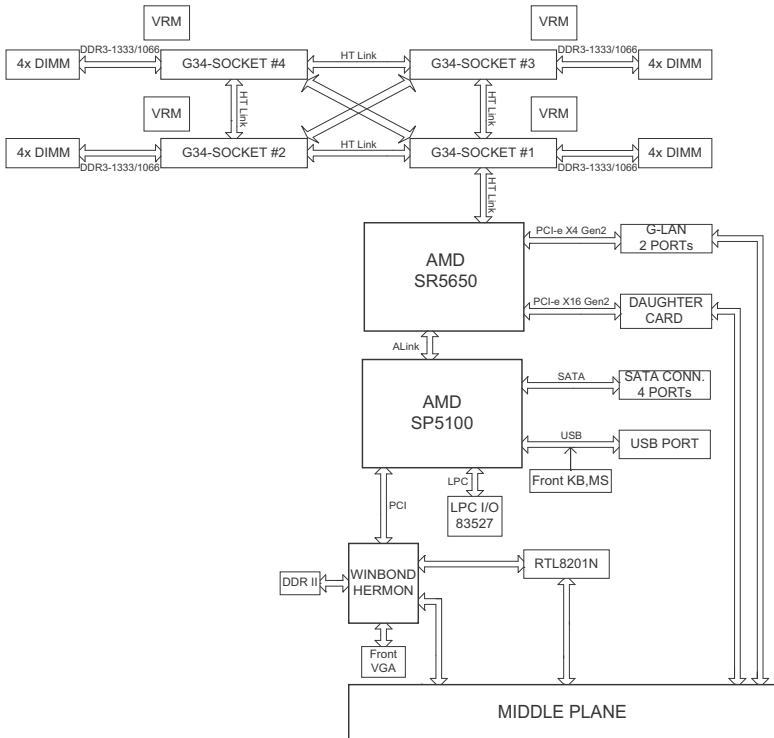 VRM
VRM
DDR3-1333/1066
DDR3-1333/1066
4x DIMM
G34-SOCKET #4
HT Link
G34-SOCKET #3
4x DIMM
HT Link
HT Link
VRM
VRM
4x DIMM
G34-SOCKET #2
HT Link
G34-SOCKET #1
4x DIMM
DDR3-1333/1066
DDR3-1333/1066
HT Link
AMD
SR5650
PCI-e X4 Gen2
G-LAN
2 PORTs
PCI-e X16 Gen2
DAUGHTER
CARD
ALink
AMD
SP5100
SATA
SATA CONN.
4 PORTs
USB
USB PORT
Front KB,MS
PCI
LPC
LPC I/O
83527
DDR II
WINBOND
HERMON
RTL8201N
Front
VGA
MIDDLE PLANE